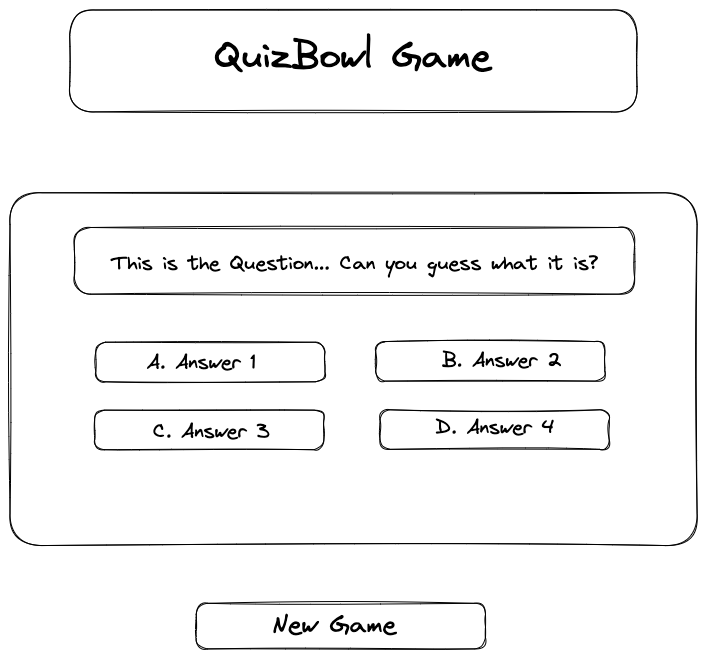 QuizBowl Game
This is the Question... Can you guess what it is?
A. Answer 1
B. Answer 2
C. Answer 3
D. Answer 4
New Game